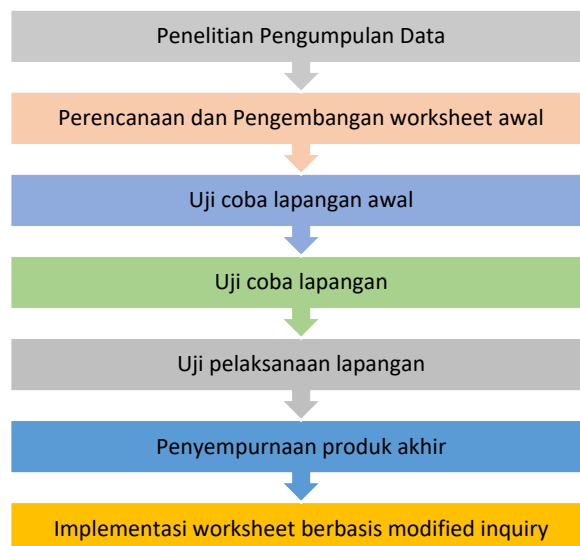 Penelitian Pengumpulan Data
Perencanaan dan Pengembangan worksheet awal
Uji coba lapangan awal
Uji coba lapangan
Uji pelaksanaan lapangan
Penyempurnaan produk akhir
Implementasi worksheet berbasis modified inquiry